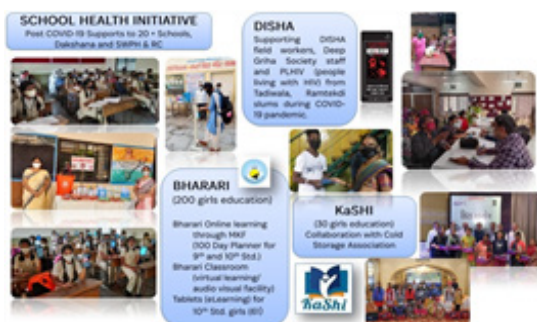 SCHOOL HEALTH INITIATIVE
Post COVID-19 Supports to 20 + Schools,
Dakshana and SWPH & RC
DISHA
Supporting DISHA
field workers, Deep
Griha Society staff
and PLHIV (people
living with HIV) from
Tadiwala, Ramtekdi
slums during COVID-
19 pandemic.
BHARARI
(200 girls education)
Bharari Online learning
through MKF
(100 Day Planner for
9th and 10th Std.)
Bharari Classroom
(virtual learning/
audio visual facility)
Tablets (eLearning) for
10th Std. girls (61)
KaSHI
(30 girls education)
Collaboration with Cold
Storage Association
KaShi